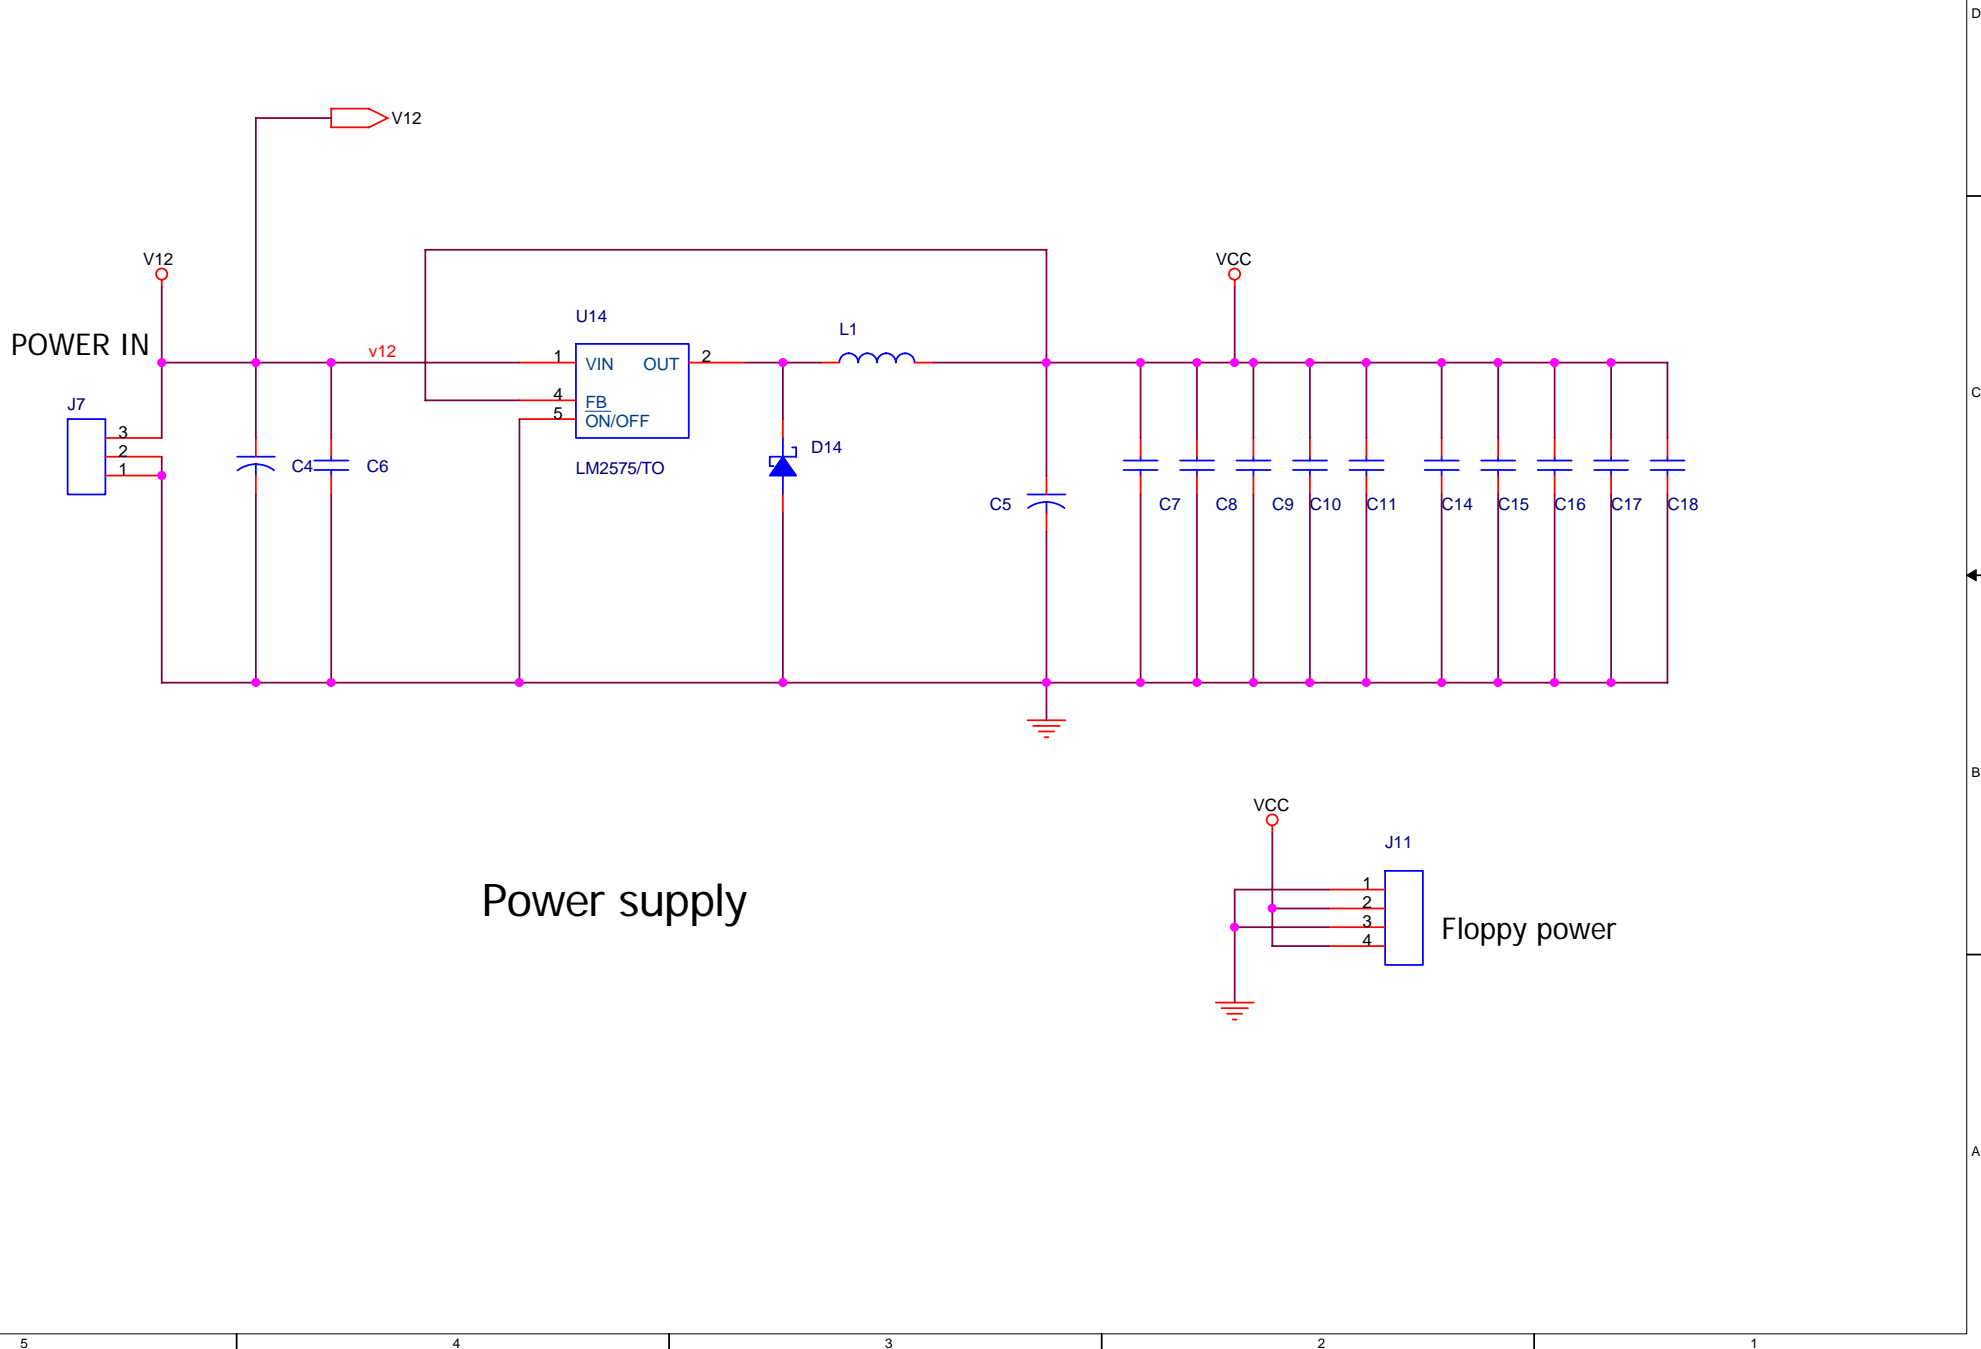 D
V12
V12
VCC
U14
L1
POWER IN
v12
1
VIN
OUT
2
4
FB
5
ON/OFF
J7
3
2
1
C4
C6
LM2575/TO
D14
C5
C7
C8
C9
C10
C11
C14
C15
C16
C17
C18
C
B
VCC
J11
Power supply
1
2
3
4
Floppy power
A
5
4
3
2
1